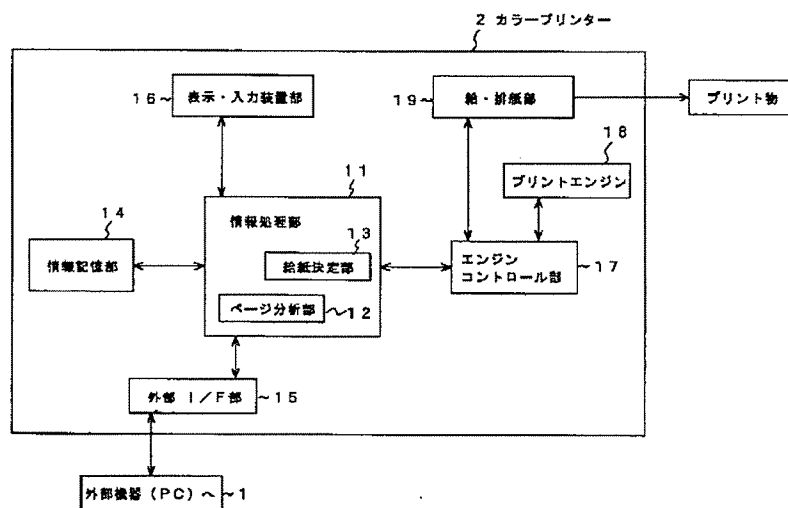 2 カラープリンター
16 表示・入力装置部
19 給・排紙部
プリント物
18
プリントエンジン
11
情報処理部
14
情報記憶部
13
給紙決定部
エンジン
コントロール部 17
ページ分析部 12
外部 I/F部 15
外部機器(PC)へ 1